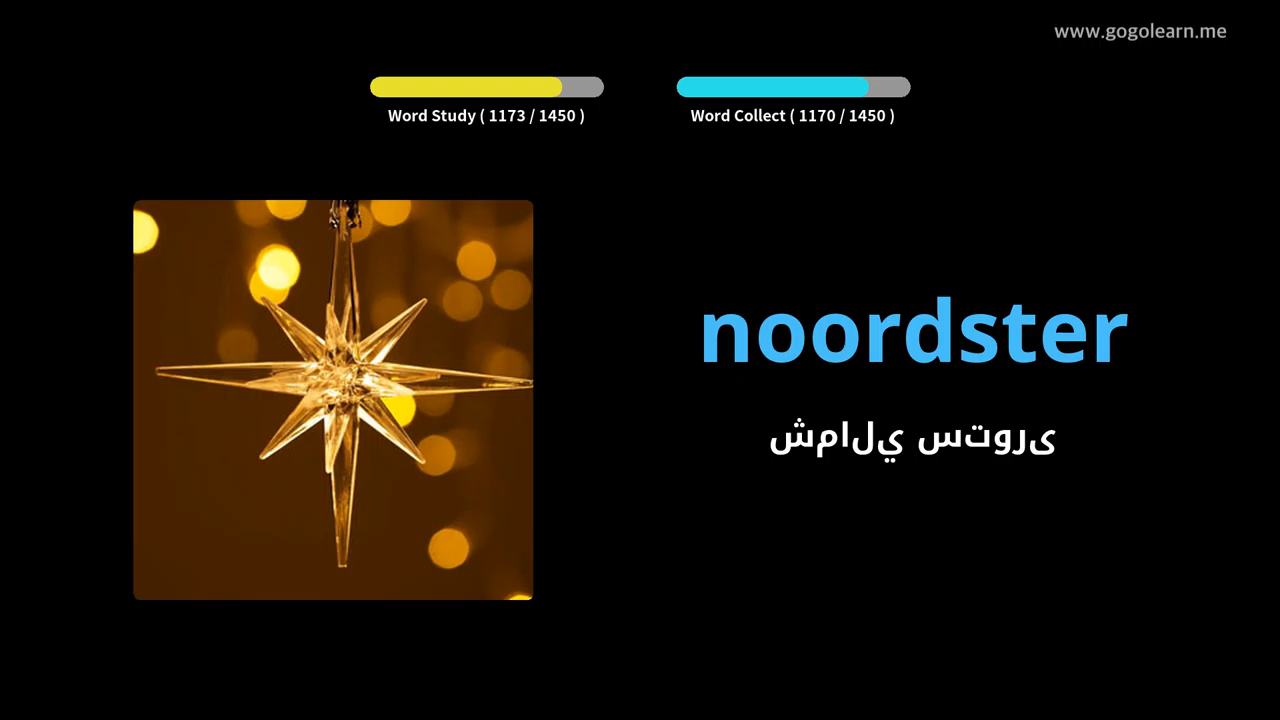 www.gogolearn.me
Word Study ( 1173 / 1450 )
Word Collect ( 1170 / 1450 )
noordster
شمالي ستوری